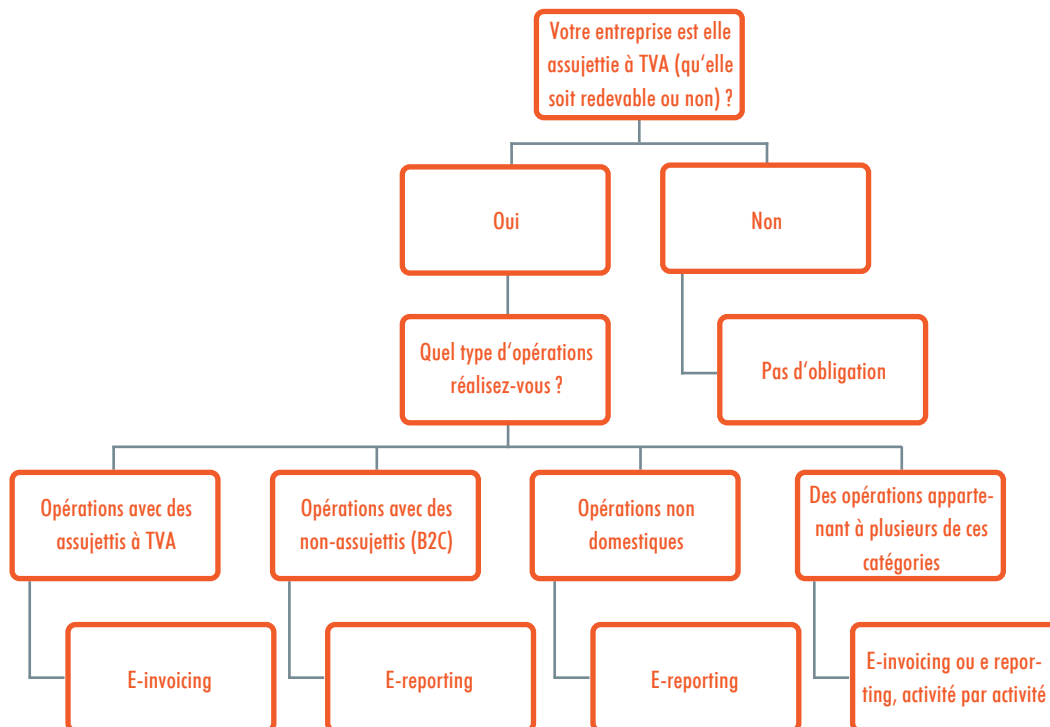 Votre entreprise est elle
assujettie à TVA (qu‘elle
soit redevable ou non) ?
Oui
Non
Quel type d‘opérations
réalisez-vous ?
Pas d‘obligation
Opérations avec des
assujettis à TVA
Opérations avec des
non-assujettis (B2C)
Opérations non
domestiques
Des opérations apparte-
nant à plusieurs de ces
catégories
E-invoicing
E-reporting
E-reporting
E-invoicing ou e repor-
ting, activité par activité